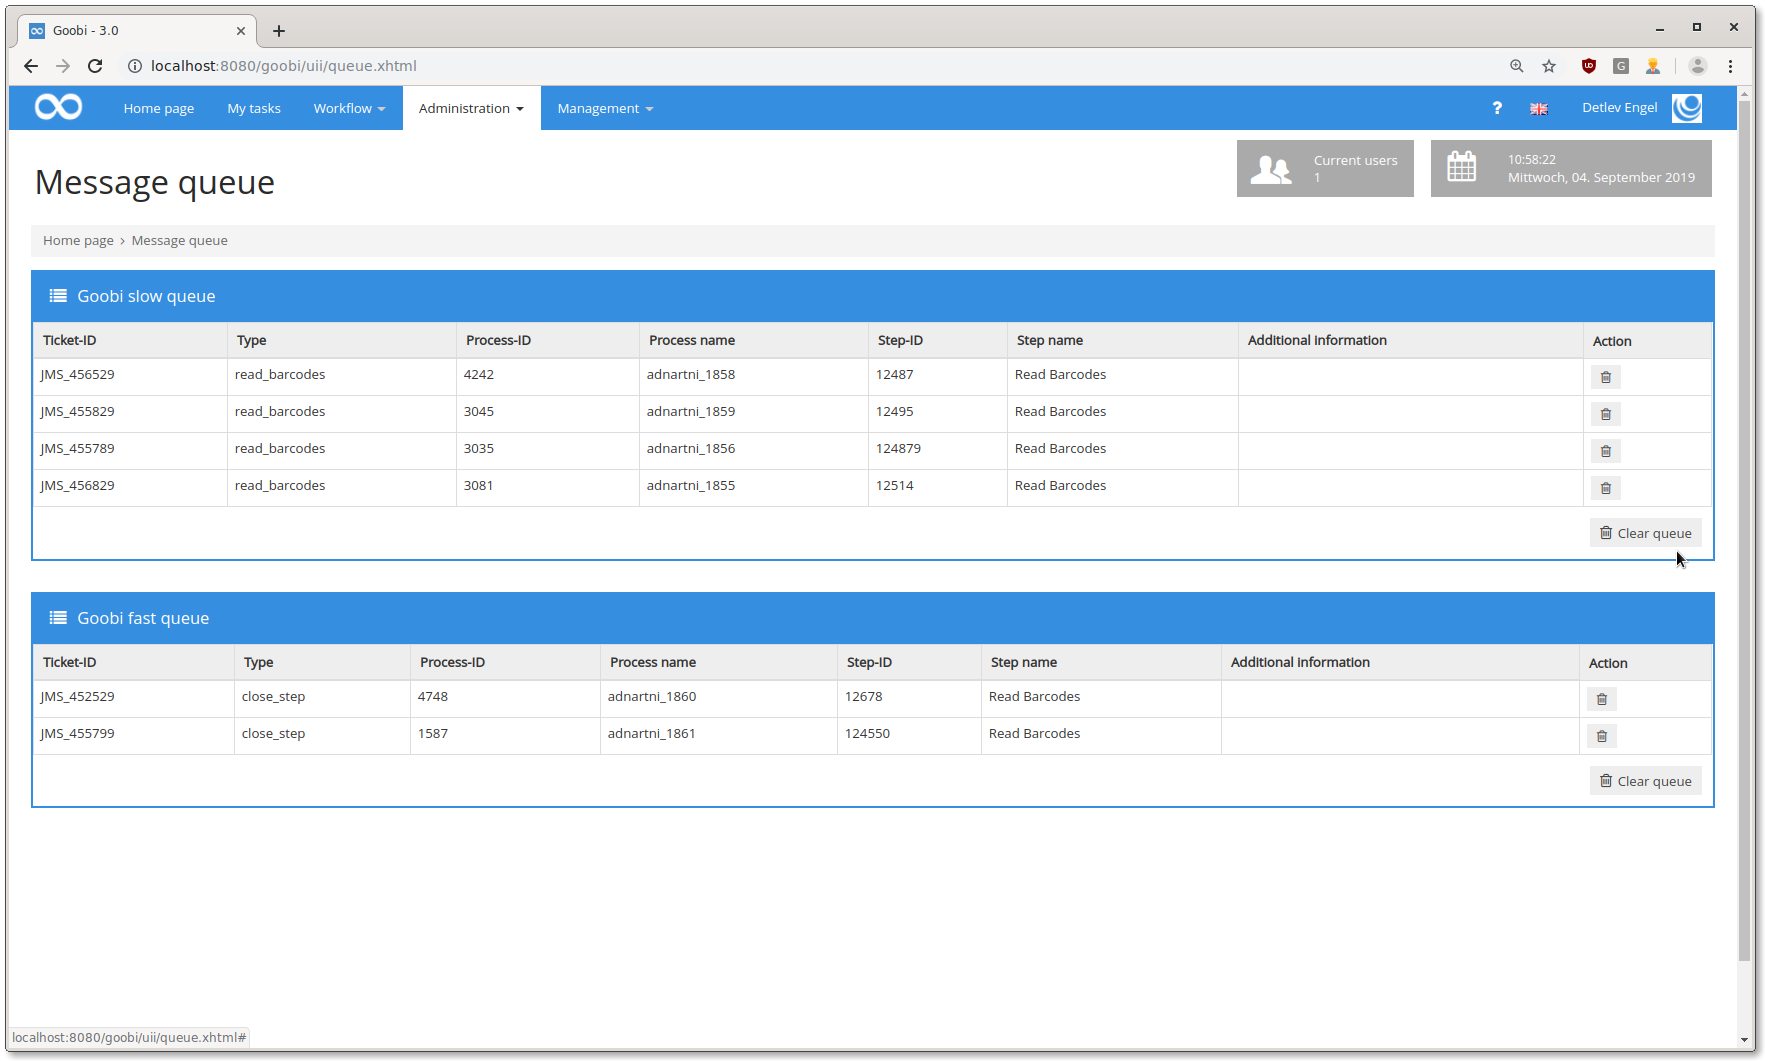 Goobi - 3.0
localhost:8080/goobi/uii/queue.xhtml
Home page My tasks Workflow Administration Management ? Detlev Engel
Message queue
Current users
1
10:58:22
Mittwoch, 04. September 2019
Home page › Message queue
Goobi slow queue
Ticket-ID Type Process-ID Process name Step-ID Step name Additional information Action
JMS_456529 read_barcodes 4242 adnartni_1858 12487 Read Barcodes
JMS_455829 read_barcodes 3045 adnartni_1859 12495 Read Barcodes
JMS_455789 read_barcodes 3035 adnartni_1856 124879 Read Barcodes
JMS_456829 read_barcodes 3081 adnartni_1855 12514 Read Barcodes
Clear queue
Goobi fast queue
Ticket-ID Type Process-ID Process name Step-ID Step name Additional information Action
JMS_452529 close_step 4748 adnartni_1860 12678 Read Barcodes
JMS_455799 close_step 1587 adnartni_1861 124550 Read Barcodes
Clear queue
localhost:8080/goobi/uii/queue.xhtml#